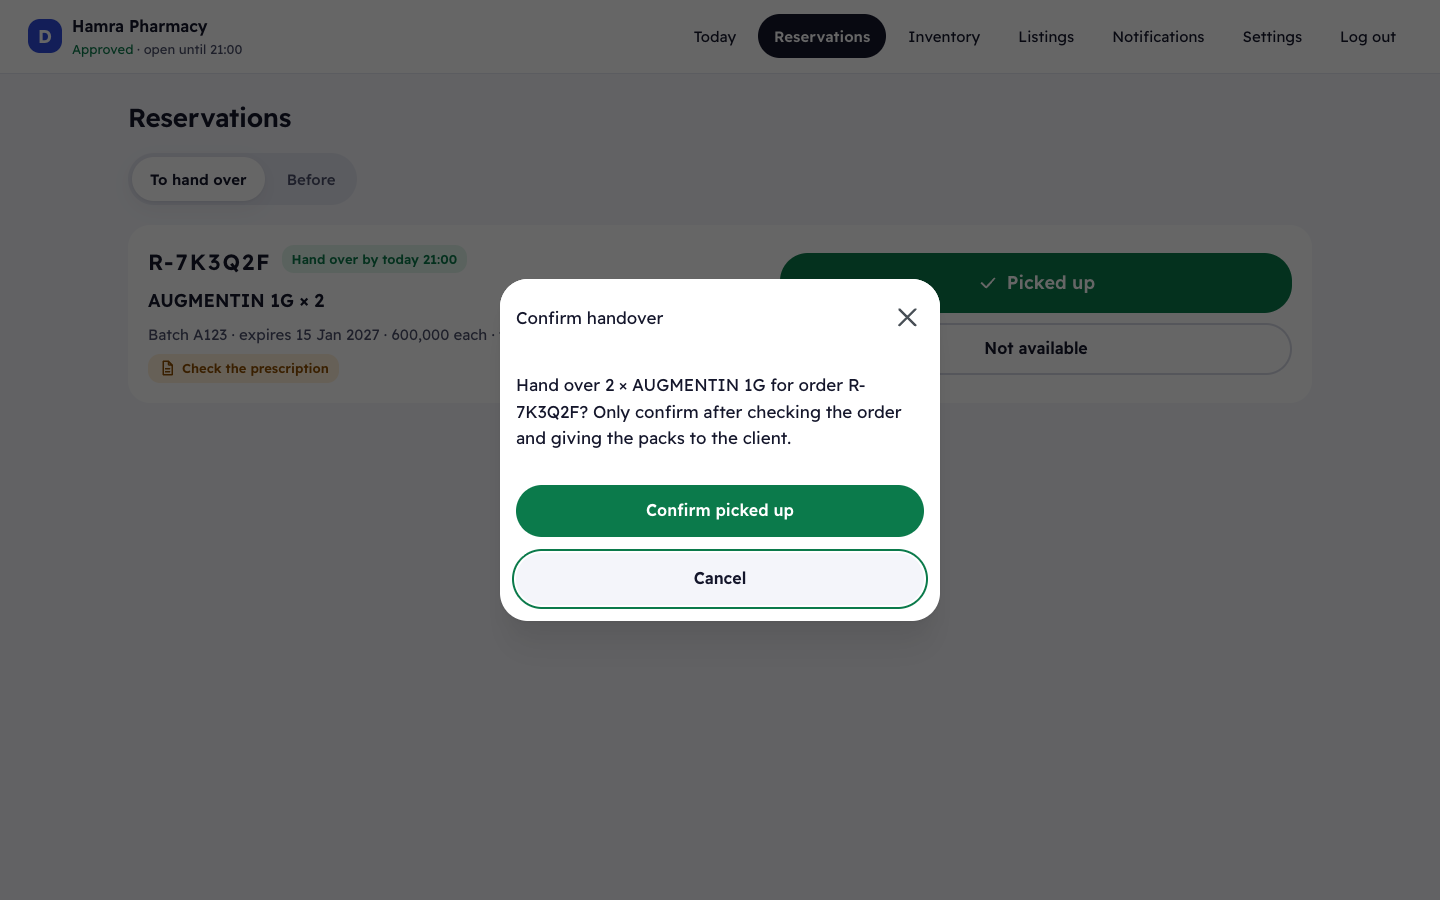 D
Hamra Pharmacy
Approved · open until 21:00
Today
Reservations
Inventory
Listings
Notifications
Settings
Log out
Reservations
To hand over
Before
R-7K3Q2F
Hand over by today 21:00
AUGMENTIN 1G × 2
Batch A123 · expires 15 Jan 2027 · 600,000 each ·
Check the prescription
Picked up
Not available
Confirm handover
Hand over 2 × AUGMENTIN 1G for order R-
7K3Q2F? Only confirm after checking the order
and giving the packs to the client.
Confirm picked up
Cancel